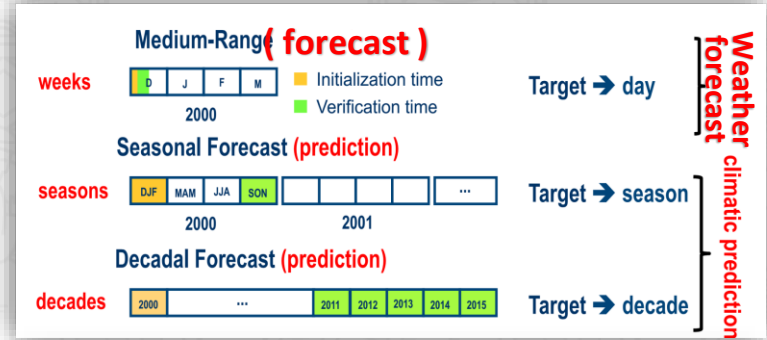 Medium-Range ( forecast )
weeks D J F M Initialization time Target ➔ day
Verification time
2000
Weather forecast
Seasonal Forecast (prediction)
seasons DJF MAM JJA SON ... Target ➔ season
2000 2001
Decadal Forecast (prediction)
decades 2000 ... 2011 2012 2013 2014 2015 Target ➔ decade
climatic prediction